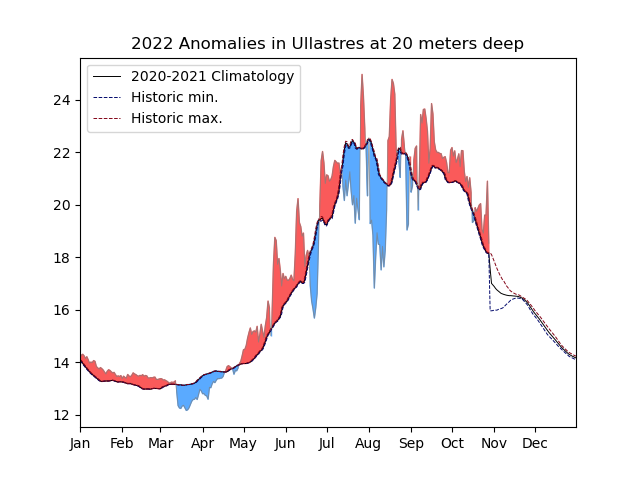 2022 Anomalies in Ullastres at 20 meters deep
2020-2021 Climatology
Historic min.
Historic max.
24
22
20
18
16
14
12
Jan Feb Mar Apr May Jun Jul Aug Sep Oct Nov Dec